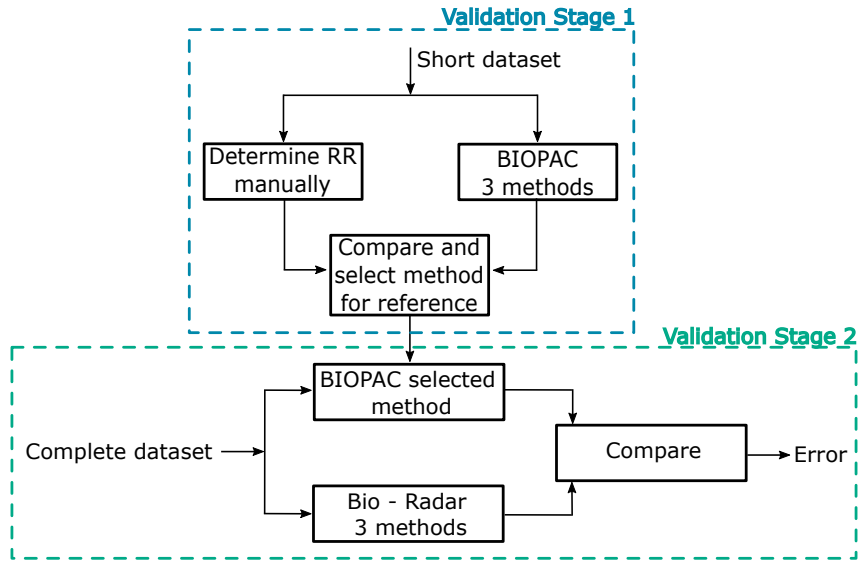 Validation Stage 1
Short dataset
Determine RR
manually
BIOPAC
3 methods
Compare and
select method
for reference
Validation Stage 2
BIOPAC selected
method
Complete dataset
Compare
Error
Bio - Radar
3 methods